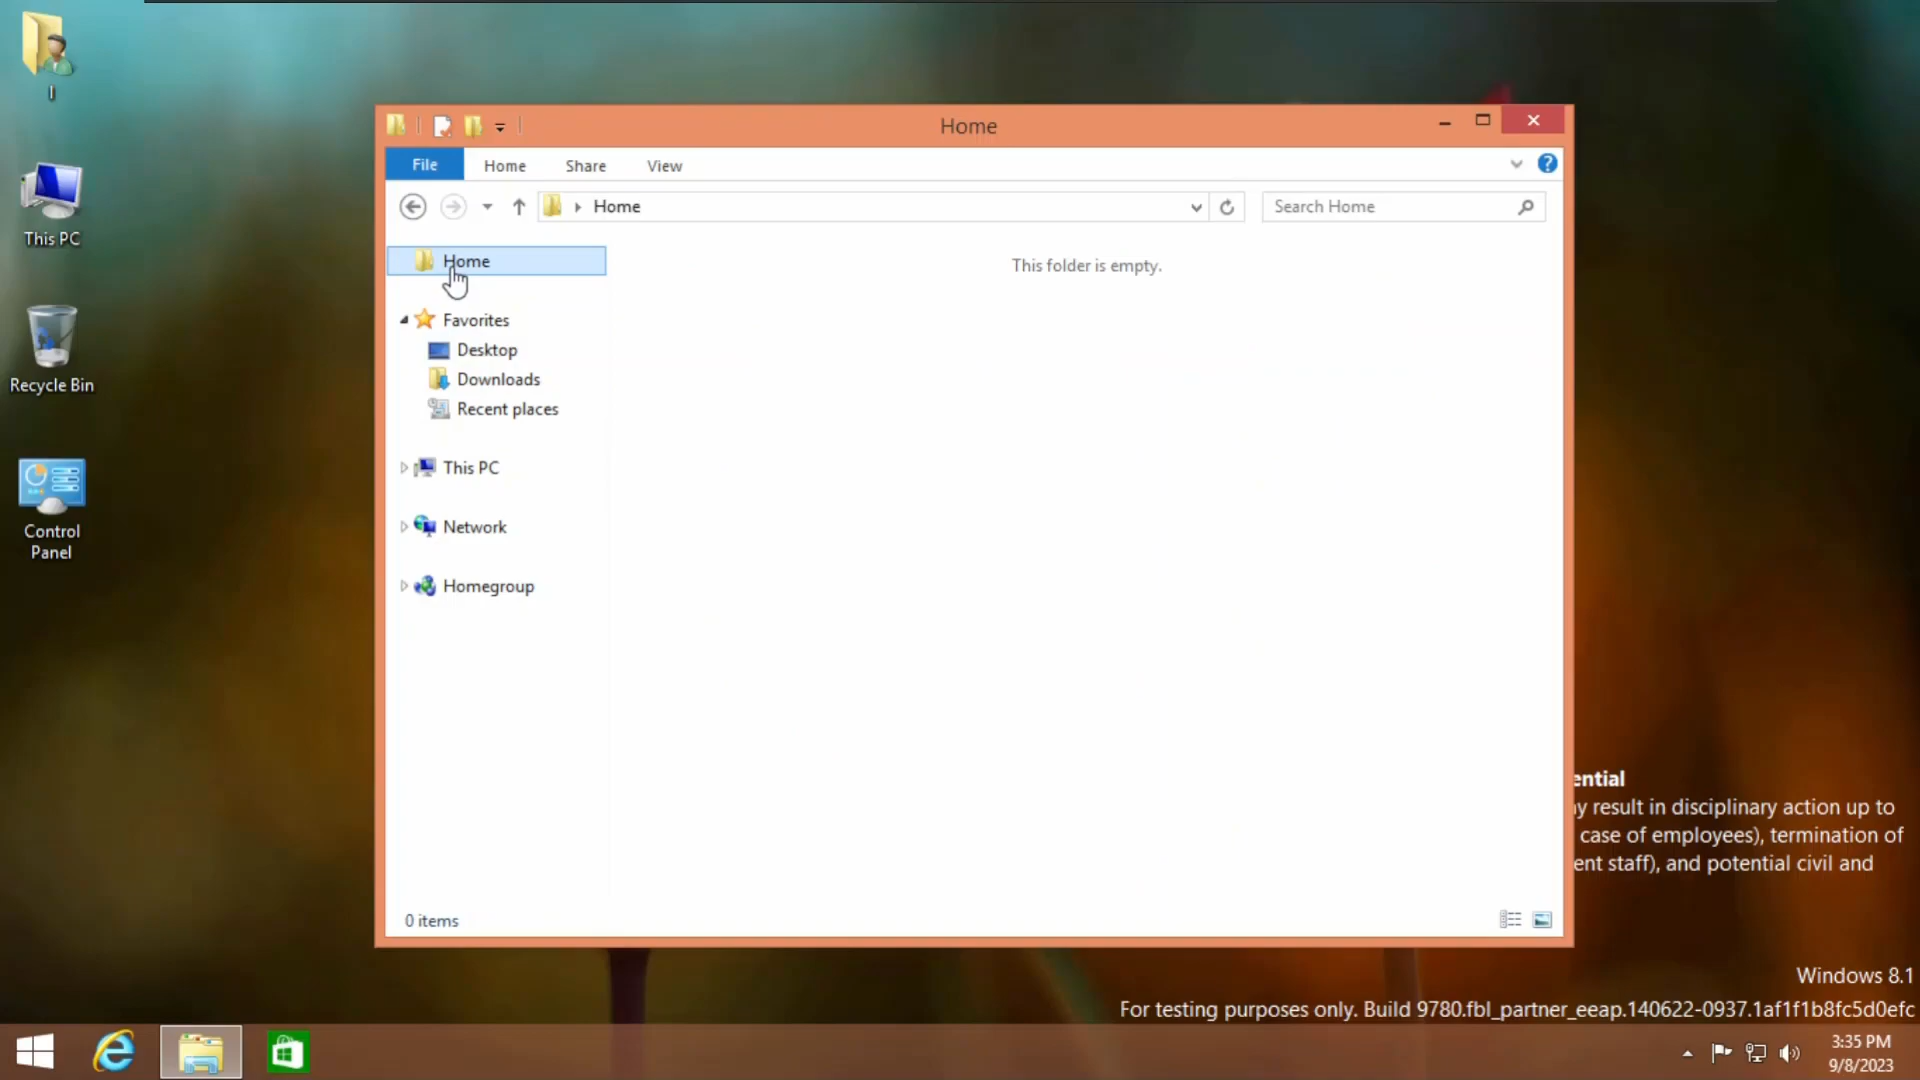 I
This PC
Recycle Bin
Control
Panel
Home
File
Home
Share
View
Home
Search Home
Home
This folder is empty.
Favorites
Desktop
Downloads
Recent places
This PC
Network
Homegroup
0 items
ential
ay result in disciplinary action up to
case of employees), termination of
ent staff), and potential civil and
Windows 8.1
For testing purposes only. Build 9780.fbl_partner_eeap.140622-0937.1af1f1b8fc5d0efc
3:35 PM
9/8/2023